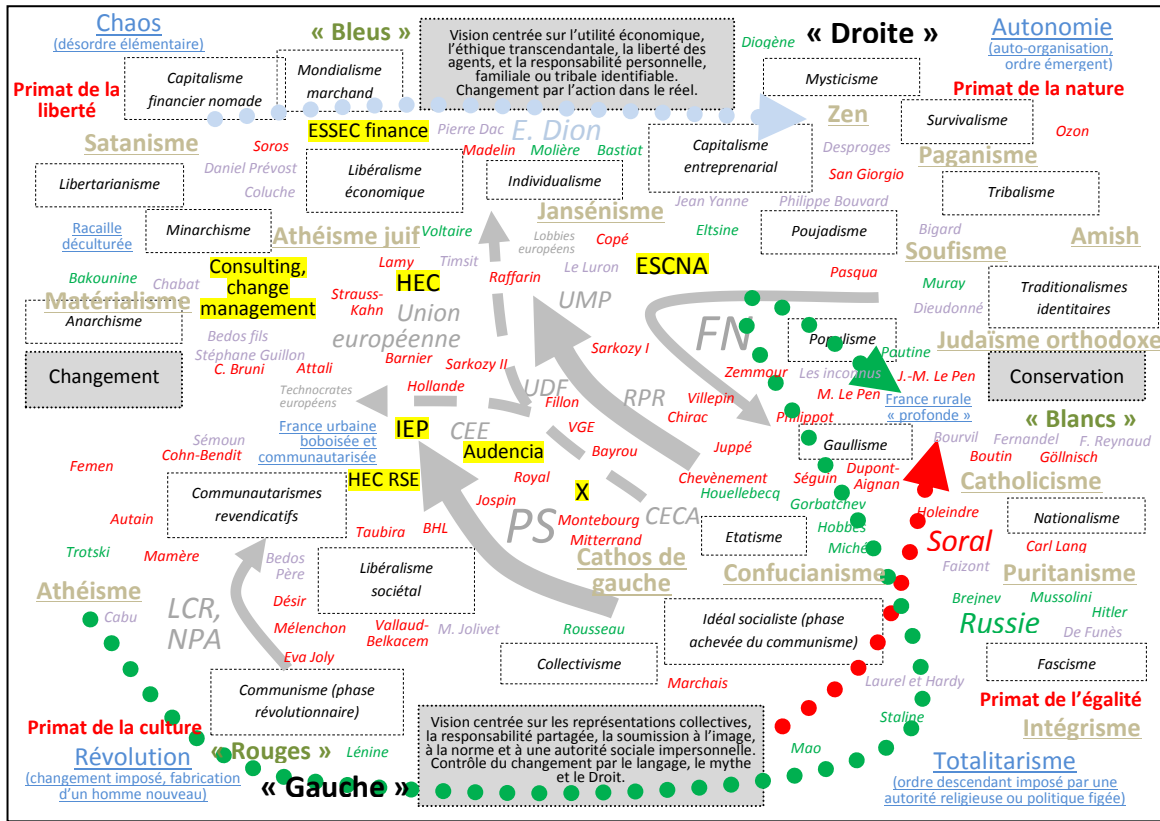 Chaos
(désordre élémentaire)
« Bleus »
Vision centrée sur l'utilité économique,
l'éthique transcendantale, la liberté des
agents, et la responsabilité personnelle,
familiale ou tribale identifiable.
Changement par l'action dans le réel.
Diogène
« Droite »
Autonomie
(auto-organisation,
ordre émergent)
Capitalisme
financier nomade
Mondialisme
marchand
Mysticisme
Primat de la
liberté
Primat de la nature
Zen
Survivalisme
Ozon
ESSEC finance
Pierre Dac
E. Dion
Madelin
Molière
Bastiat
Capitalisme
entreprenarial
Desproges
Paganisme
Satanisme
Soros
Daniel Prévost
Coluche
Libéralisme
économique
Individualisme
San Giorgio
Tribalisme
Libertarianisme
Jansénisme
Jean Yanne
Philippe Bouvard
Racaille
déculturée
Minarchisme
Athéisme juif
Voltaire
Lobbies
européens
Copé
Eltsine
Poujadisme
Bigard
Soufisme
Amish
Bakounine
Chabat
Consulting,
change
management
Lamy
Timsit
HEC
Raffarin
Le Luron
ESCNA
Pasqua
Muray
Matérialisme
Strauss-
Kahn
Union
européenne
UMP
Dieudonné
Traditionalismes
identitaires
Anarchisme
FN
Populisme
Judaïsme orthodoxe
Bedos fils
Stéphane Guillon
C. Bruni
Attali
Barnier
Sarkozy II
Sarkozy I
Zemmour
Les inconnus
Poutine
J.-M. Le Pen
Changement
Conservation
Technocrates
européens
Hollande
UDF
Fillon
RPR
Villepin
Chirac
M. Le Pen
Philippot
France rurale
« profonde »
« Blancs »
France urbaine
boboïsée et
communautarisée
IEP
CEE
VGE
Bayrou
Juppé
Gaullisme
Bourvil
Fernandel
F. Reynaud
Boutin
Göllnisch
Sémoun
Cohn-Bendit
Audencia
Femen
HEC RSE
Royal
X
Chevènement
Houellebecq
Séguin
Dupont-
Aignan
Catholicisme
Communautarismes
revendicatifs
Jospin
PS
CECA
Gorbatchev
Holeindre
Nationalisme
Autain
Taubira
BHL
Montebourg
Mitterrand
Etatisme
Hobbes
Soral
Carl Lang
Trotski
Mamère
Bedos
Père
Libéralisme
sociétal
Cathos de
gauche
Confucianisme
Faizont
Puritanisme
Athéisme
Cabu
LCR,
NPA
Désir
Mélenchon
Vallaud-
Belkacem
M. Jolivet
Rousseau
Idéal socialiste (phase
achevée du communisme)
Brejnev
Mussolini
Hitler
Russie
De Funès
Eva Joly
Collectivisme
Marchais
Laurel et Hardy
Fascisme
Communisme (phase
révolutionnaire)
Primat de la culture
Primat de l'égalité
Staline
Intégrisme
« Rouges »
Lénine
Vision centrée sur les représentations collectives,
la responsabilité partagée, la soumission à l'image,
à la norme et à une autorité sociale impersonnelle.
Contrôle du changement par le langage, le mythe
et le Droit.
Mao
Révolution
(changement imposé, fabrication
d'un homme nouveau)
« Gauche »
Totalitarisme
(ordre descendant imposé par une
autorité religieuse ou politique figée)